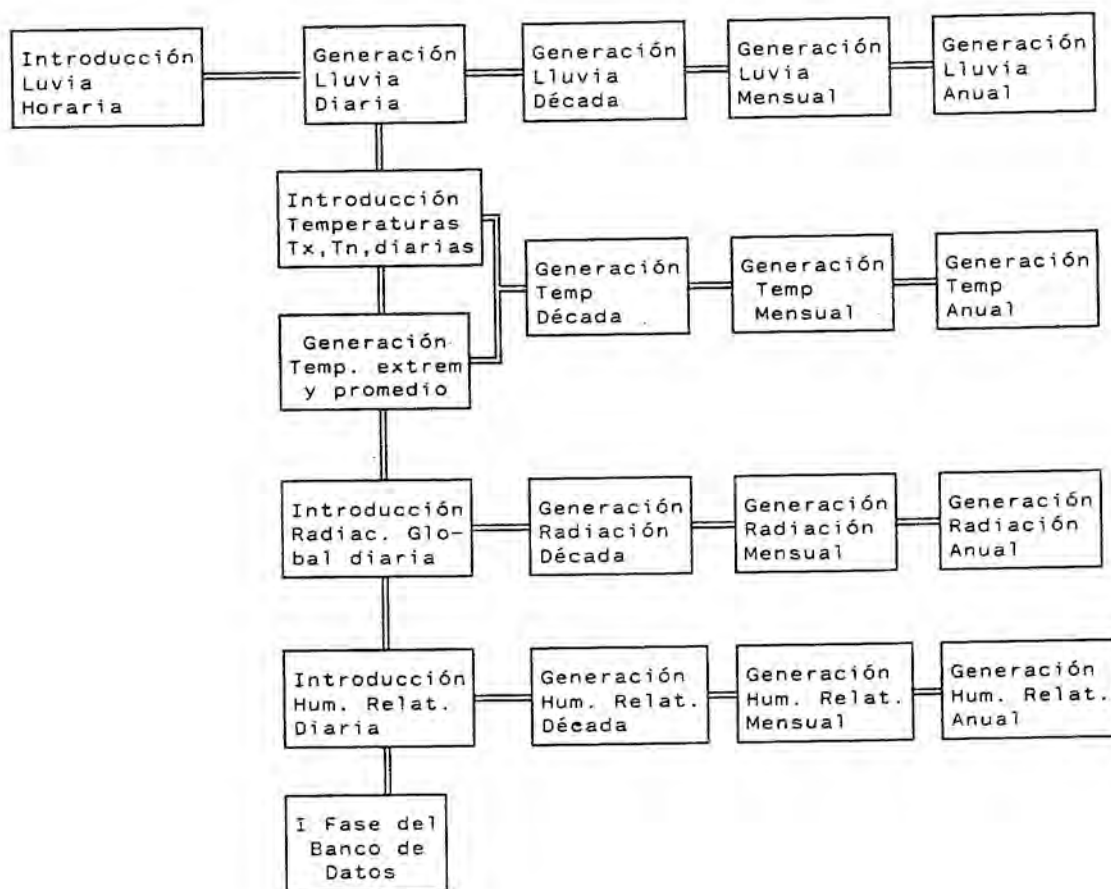 Introducción
Luvia
Horaria
Generación
Lluvia
Diaria
Generación
Lluvia
Década
Generación
Luvia
Mensual
Generación
Lluvia
Anual
Introducción
Temperaturas
Tx,Tn,diarias
Generación
Temp
Década
Generación
Temp
Mensual
Generación
Temp
Anual
Generación
Temp. extrem
y promedio
Introducción
Radiac. Glo-
bal diaria
Generación
Radiación
Década
Generación
Radiación
Mensual
Generación
Radiación
Anual
Introducción
Hum. Relat.
Diaria
Generación
Hum. Relat.
Década
Generación
Hum. Relat.
Mensual
Generación
Hum. Relat.
Anual
I Fase del
Banco de
Datos